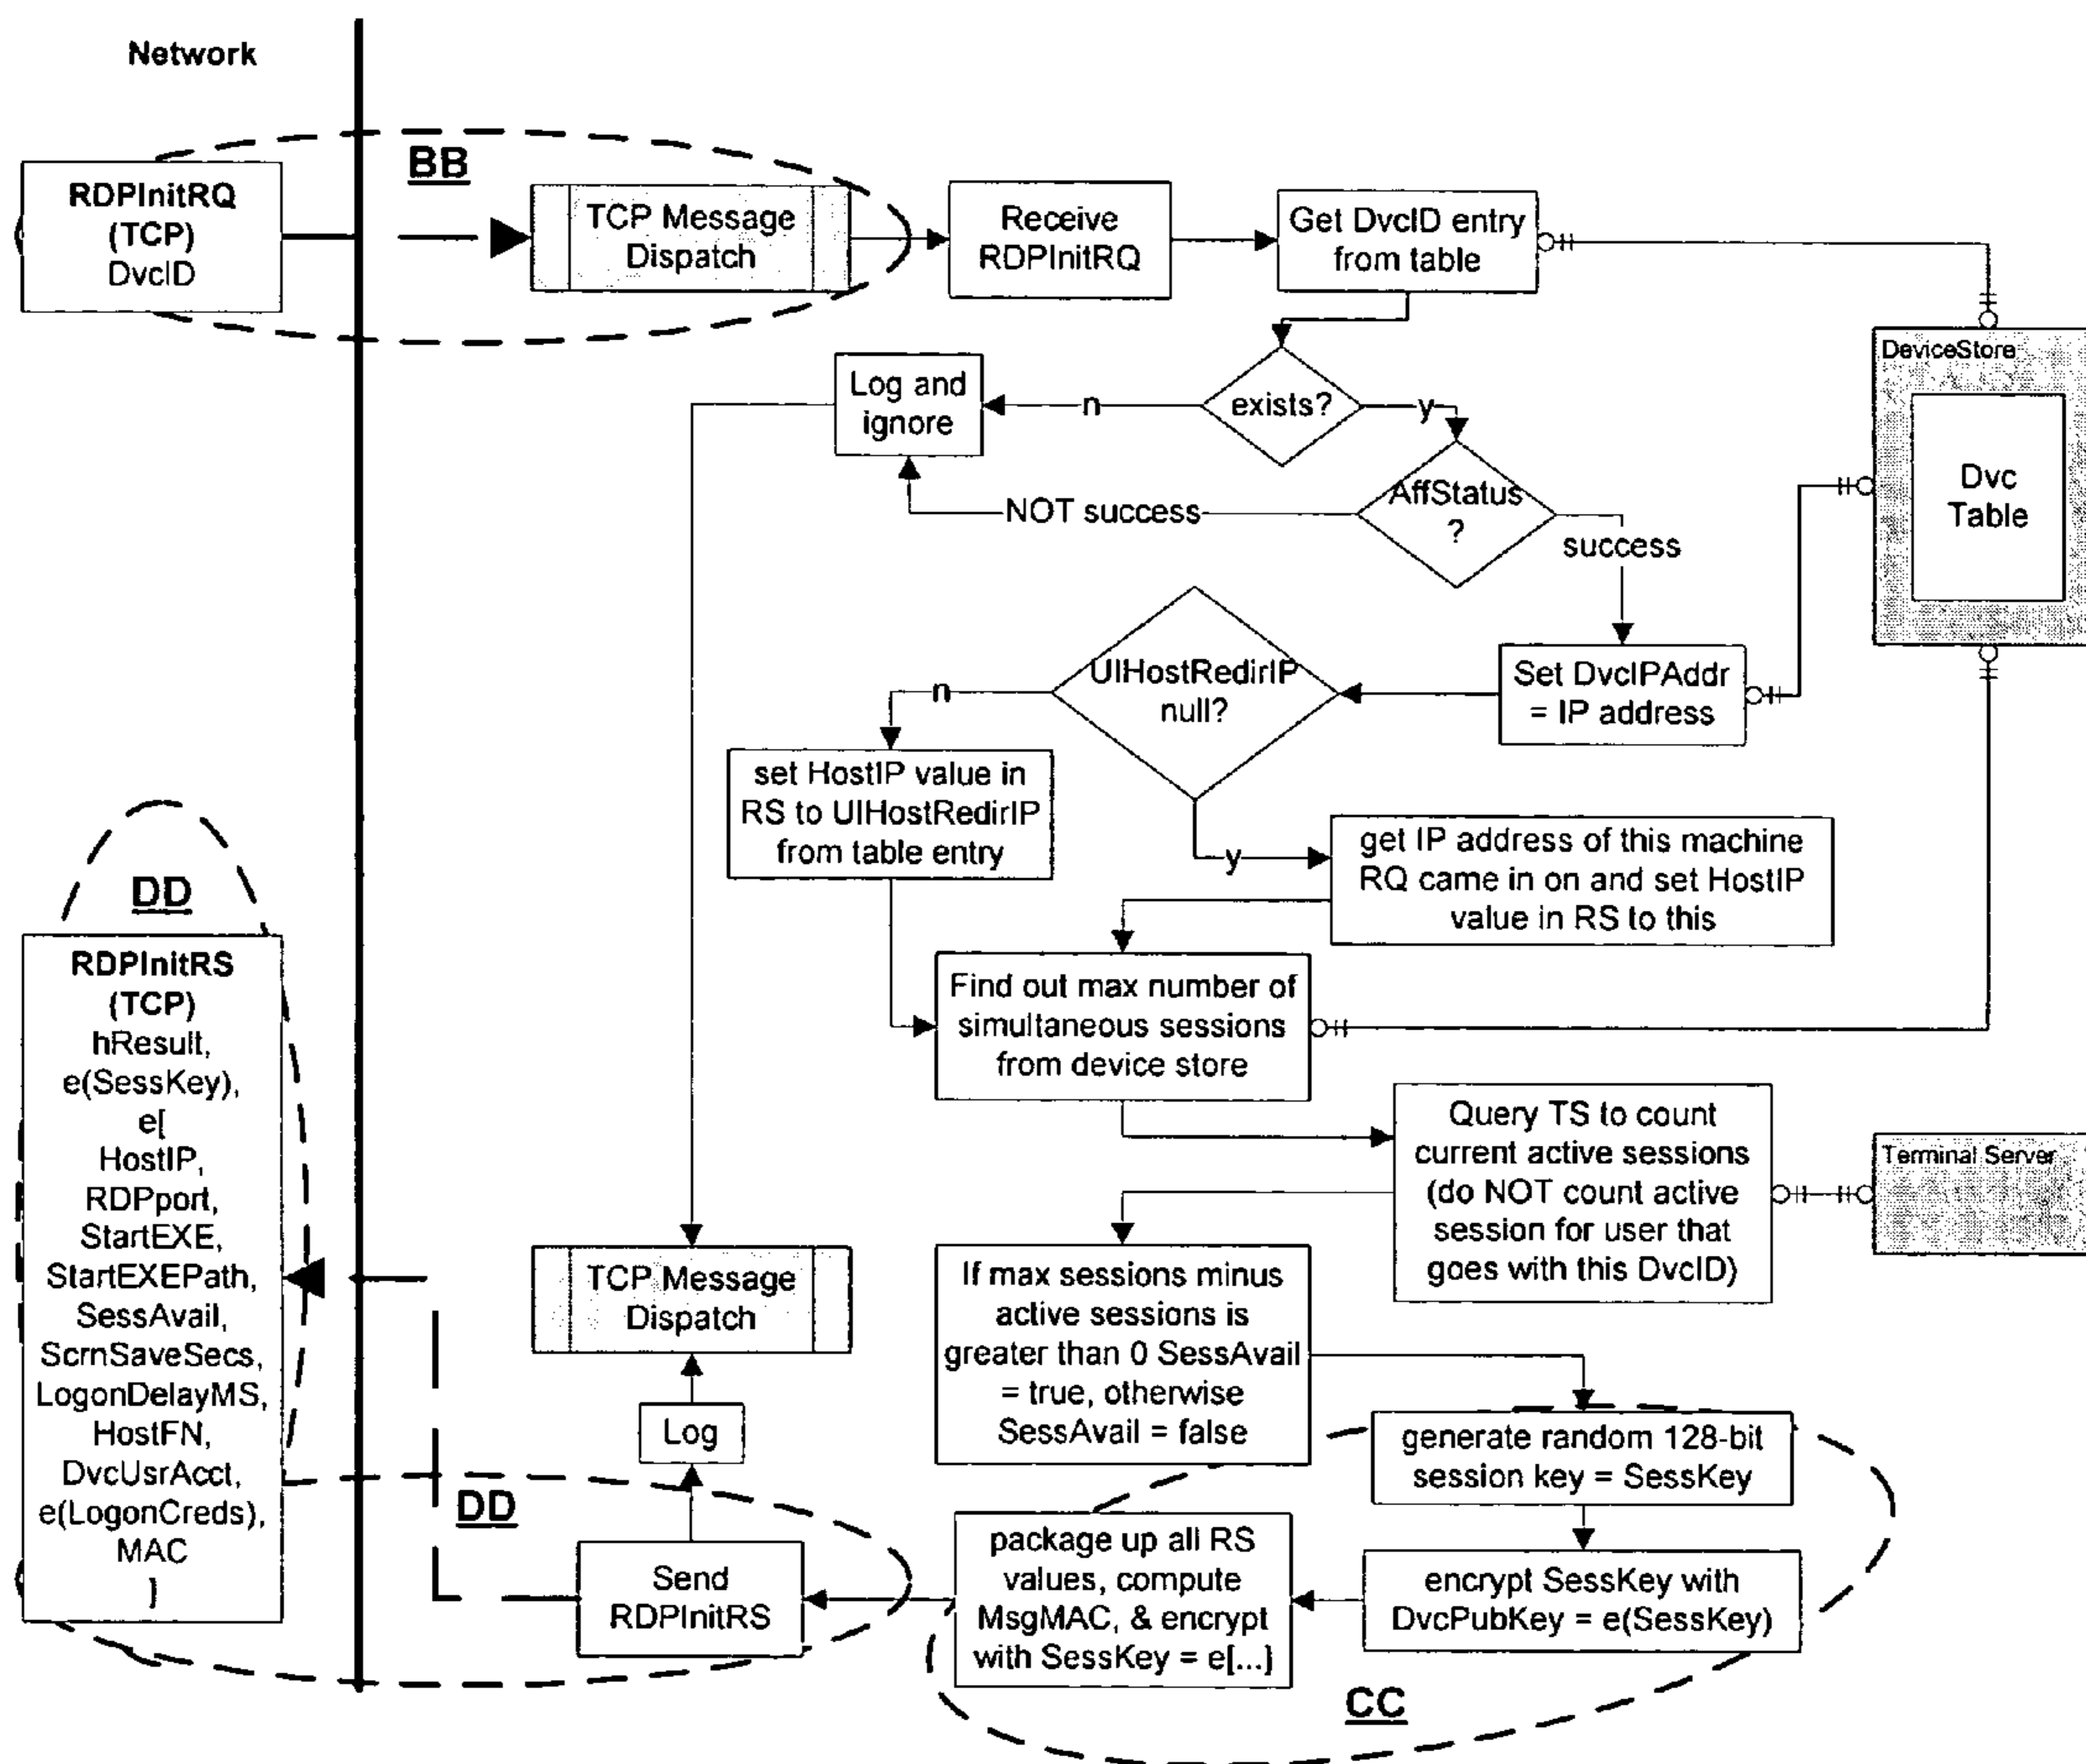 Network
BB
RDPInitRQ
(TCP)
DvcID
TCP Message
Dispatch
Receive
RDPInitRQ
Get DvcID entry
from table
DeviceStore
Dvc
Table
exists?
n
y
Log and
ignore
AffStatus
?
NOT success
success
Set DvcIPAddr
= IP address
UIHostRedirIP
null?
n
y
set HostIP value in
RS to UIHostRedirIP
from table entry
get IP address of this machine
RQ came in on and set HostIP
value in RS to this
Find out max number of
simultaneous sessions
from device store
Query TS to count
current active sessions
(do NOT count active
session for user that
goes with this DvcID)
Terminal Server
If max sessions minus
active sessions is
greater than 0 SessAvail
= true, otherwise
SessAvail = false
generate random 128-bit
session key = SessKey
encrypt SessKey with
DvcPubKey = e(SessKey)
package up all RS
values, compute
MsgMAC, & encrypt
with SessKey = e[...]
CC
Send
RDPInitRS
DD
Log
TCP Message
Dispatch
DD
RDPInitRS
(TCP)
hResult,
e(SessKey),
e[
HostIP,
RDPport,
StartEXE,
StartEXEPath,
SessAvail,
ScrnSaveSecs,
LogonDelayMS,
HostFN,
DvcUsrAcct,
e(LogonCreds),
MAC
]